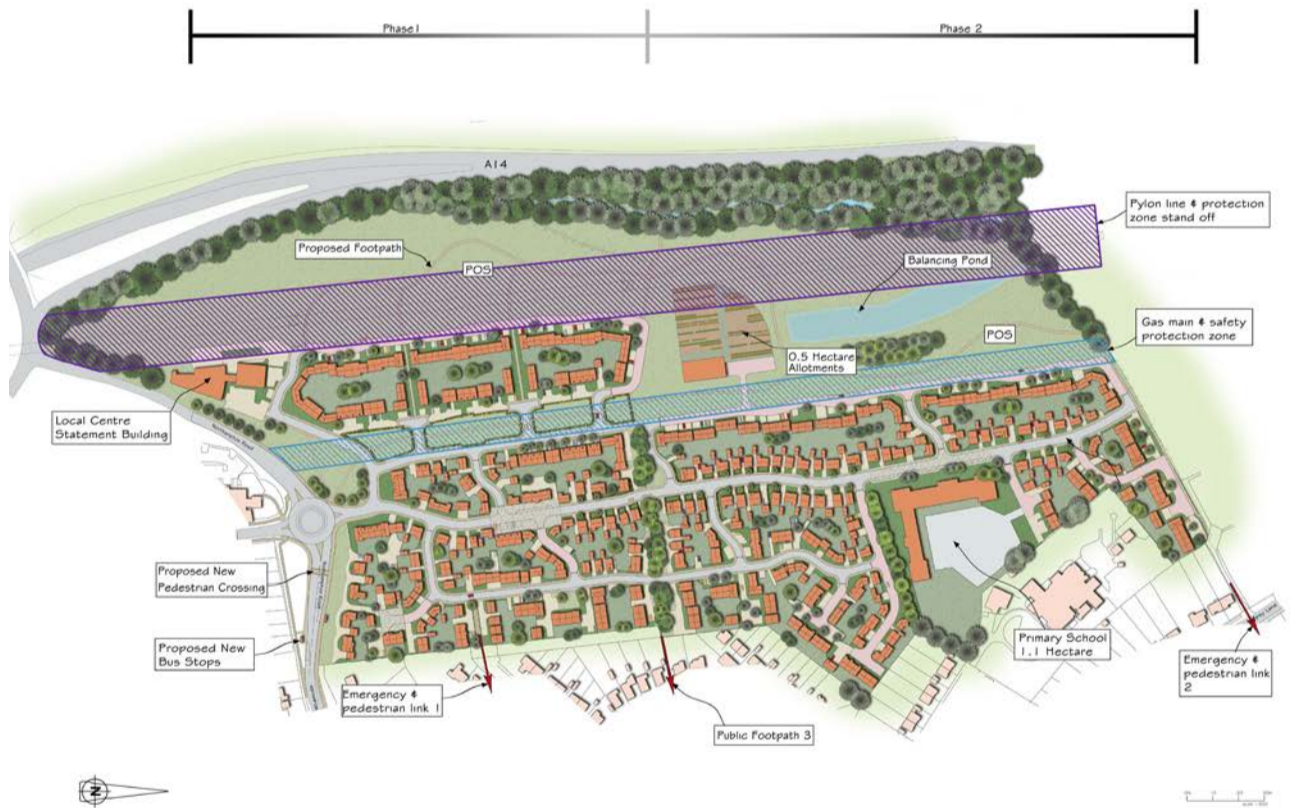 Phase 1
Phase 2
A14
Pylon line & protection
zone stand off
Proposed Footpath
POS
Balancing Pond
Gas main & safety
protection zone
POS
0.5 Hectare
Allotments
Local Centre
Statement Building
Northampton Road
Proposed New
Pedestrian Crossing
Proposed New
Bus Stops
Primary School
1.1 Hectare
Emergency &
pedestrian link
2
Emergency &
pedestrian link 1
Public Footpath 3
N